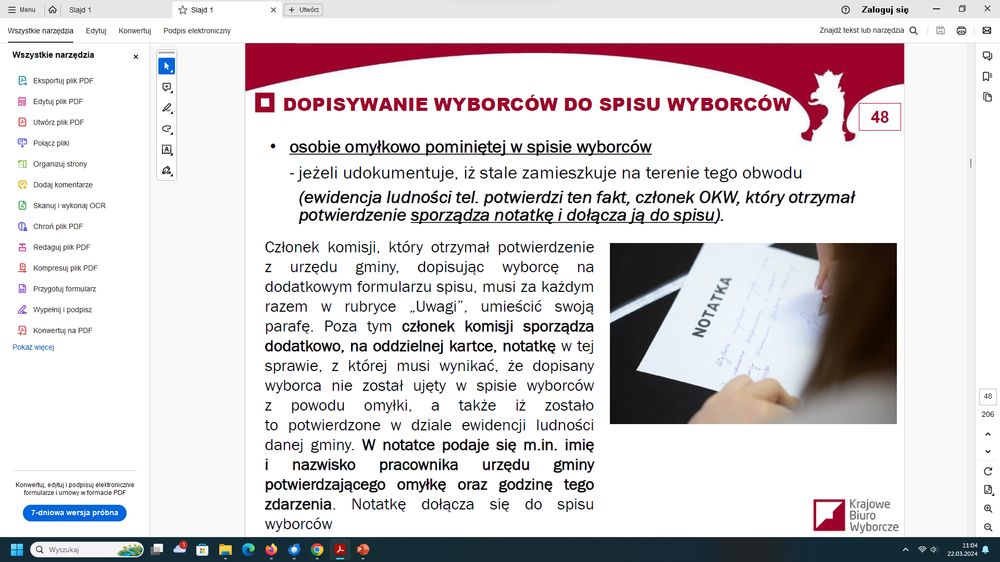 Menu
Slajd 1
Slajd 1
Utwórz
Zaloguj się
Wszystkie narzędzia
Edytuj
Konwertuj
Podpis elektroniczny
Znajdź tekst lub narzędzia
Wszystkie narzędzia
Eksportuj plik PDF
Edytuj plik PDF
Utwórz plik PDF
Połącz pliki
Organizuj strony
Dodaj komentarze
Skanuj i wykonaj OCR
Chroń plik PDF
Redaguj plik PDF
Kompresuj plik PDF
Przygotuj formularz
Wypełnij i podpisz
Konwertuj na PDF
Pokaż więcej
Konwertuj, edytuj i podpisuj elektronicznie
formularze i umowy w formacie PDF
7-dniowa wersja próbna
DOPISYWANIE WYBORCÓW DO SPISU WYBORCÓW
48
• osobie omyłkowo pominiętej w spisie wyborców
- jeżeli udokumentuje, iż stale zamieszkuje na terenie tego obwodu
(ewidencja ludności tel. potwierdzi ten fakt, członek OKW, który otrzymał
potwierdzenie sporządza notatkę i dołącza ją do spisu).
Członek komisji, który otrzymał potwierdzenie
z urzędu gminy, dopisując wyborcę na
dodatkowym formularzu spisu, musi za każdym
razem w rubryce „Uwagi”, umieścić swoją
parafę. Poza tym członek komisji sporządza
dodatkowo, na oddzielnej kartce, notatkę w tej
sprawie, z której musi wynikać, że dopisany
wyborca nie został ujęty w spisie wyborców
z powodu omyłki, a także iż zostało
to potwierdzone w dziale ewidencji ludności
danej gminy. W notatce podaje się m.in. imię
i nazwisko pracownika urzędu gminy
potwierdzającego omyłkę oraz godzinę tego
zdarzenia. Notatkę dołącza się do spisu
wyborców
NOTATKA
Krajowe
Biuro
Wyborcze
48
206
Wyszukaj
1
11:04
22.03.2024